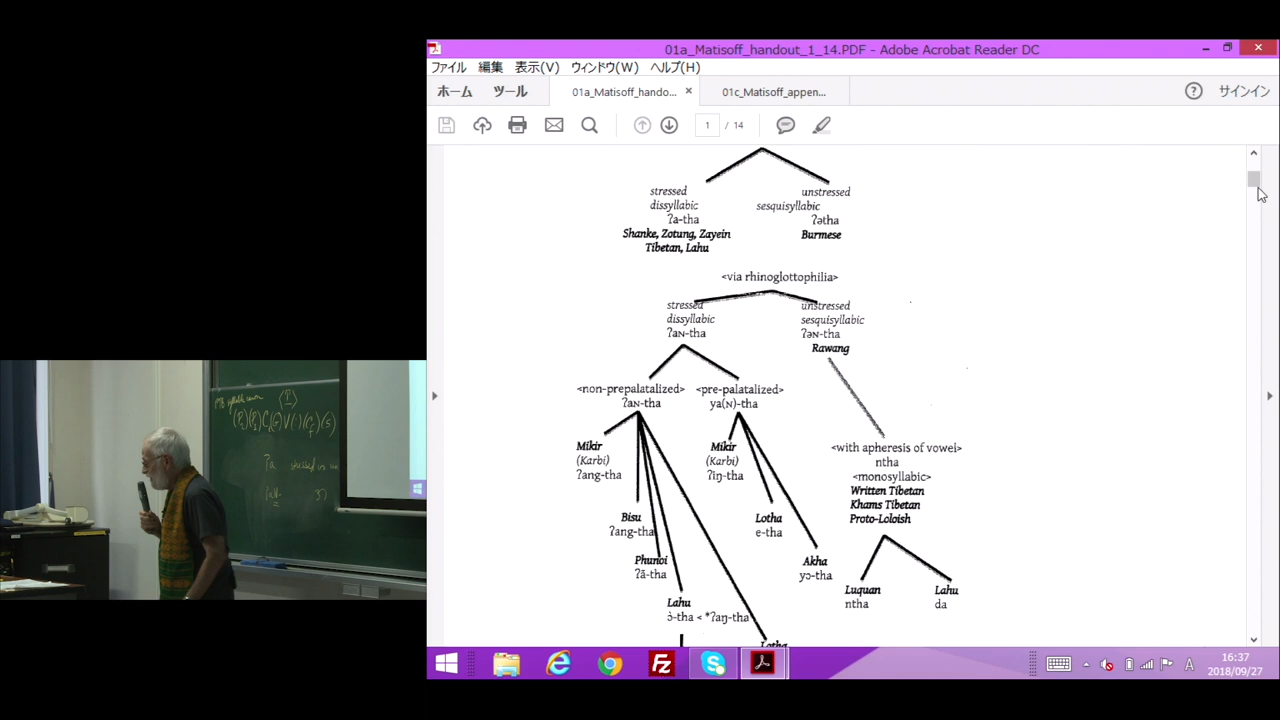 01a_Matisoff_handout_1_14.PDF - Adobe Acrobat Reader DC
ファイル 編集 表示(V) ウィンドウ(W) ヘルプ(H)
ホーム ツール 01a_Matisoff_hando... × 01c_Matisoff_appen... サインイン
1 / 14
stressed unstressed
dissyllabic sesquisyllabic
ʔa-tha ʔətha
Shanke, Zotung, Zayein Burmese
Tibetan, Lahu
<via rhinoglottophilia>
stressed unstressed
dissyllabic sesquisyllabic
ʔaɴ-tha ʔəɴ-tha
Rawang
<non-prepalatalized> <pre-palatalized>
ʔaɴ-tha ya(ɴ)-tha
<with apheresis of vowel>
Mikir Mikir ntha
(Karbi) (Karbi) <monosyllabic>
ʔang-tha ʔiŋ-tha Written Tibetan
Khams Tibetan
Bisu Lotha Proto-Loloish
ʔang-tha e-tha
Phunoi Akha
ʔã-tha yɔ-tha
Luquan Lahu
ntha da
Lahu
ɔ̀-tha < *ʔaŋ-tha
Lotha
16:37
2018/09/27